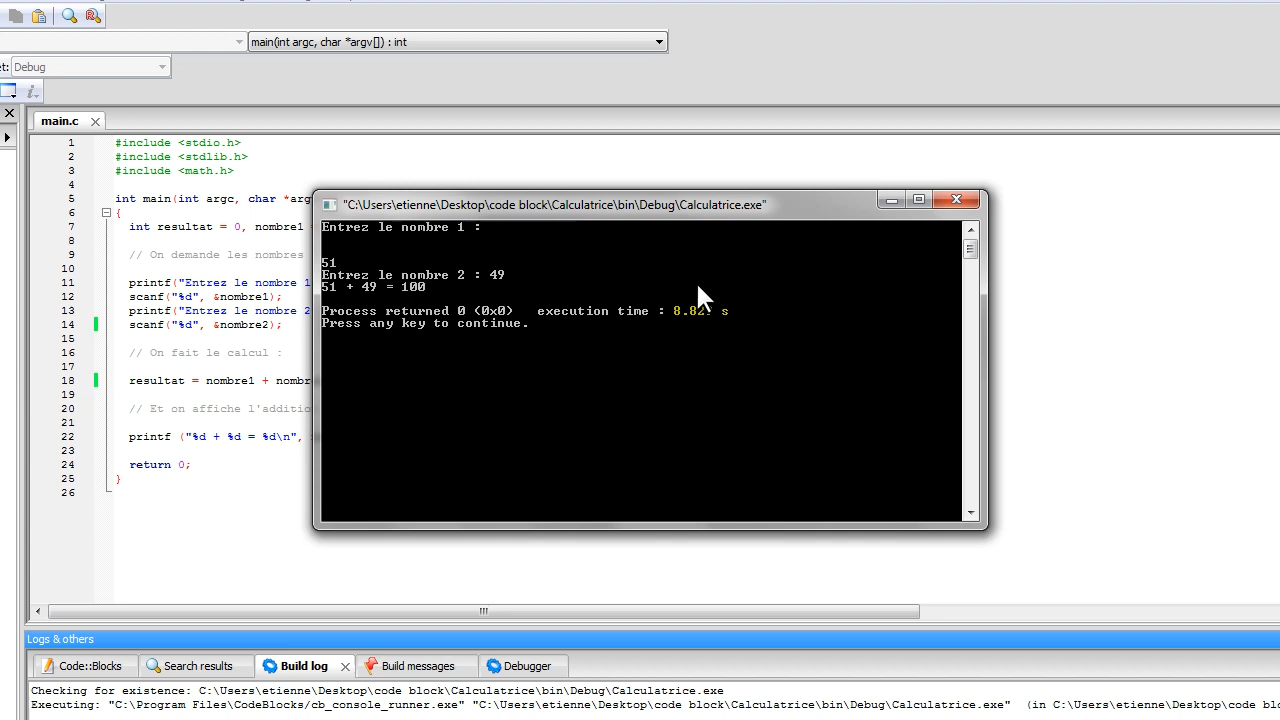 main(int argc, char *argv[]) : int
Debug
main.c
1 #include <stdio.h>
2 #include <stdlib.h>
3 #include <math.h>
4
5 int main(int argc, char *arg
6 {
7 int resultat = 0, nombre1
8
9 // On demande les nombres
10
11 printf("Entrez le nombre 1
12 scanf("%d", &nombre1);
13 printf("Entrez le nombre 2
14 scanf("%d", &nombre2);
15
16 // On fait le calcul :
17
18 resultat = nombre1 + nombr
19
20 // Et on affiche l'additio
21
22 printf ("%d + %d = %d\n",
23
24 return 0;
25 }
26
"C:\Users\etienne\Desktop\code block\Calculatrice\bin\Debug\Calculatrice.exe"
Entrez le nombre 1 :
51
Entrez le nombre 2 : 49
51 + 49 = 100
Process returned 0 (0x0) execution time : s
Press any key to continue.
Logs & others
Code::Blocks
Search results
Build log
Build messages
Debugger
Checking for existence: C:\Users\etienne\Desktop\code block\Calculatrice\bin\Debug\Calculatrice.exe
Executing: "C:\Program Files\CodeBlocks/cb_console_runner.exe" "C:\Users\etienne\Desktop\code block\Calculatrice\bin\Debug\Calculatrice.exe" (in C:\Users\etienne\Desktop\code blo